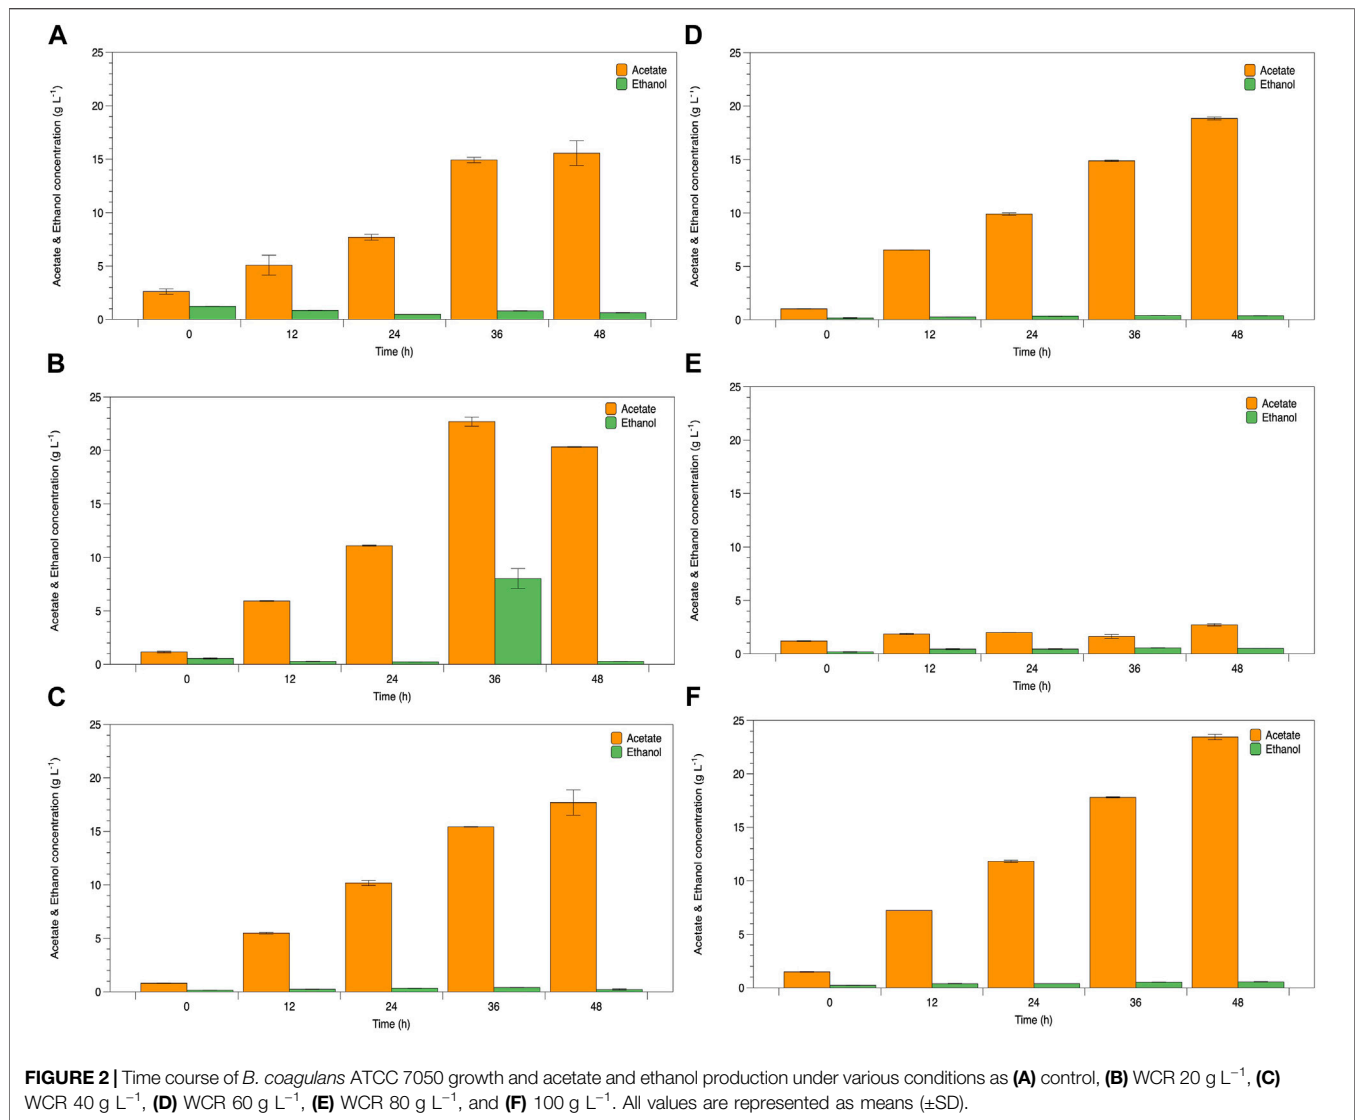 A
Acetate & Ethanol concentration (g L⁻¹)
25
20
15
10
5
0
Acetate
Ethanol
0 12 24 36 48
Time (h)
B
Acetate & Ethanol concentration (g L⁻¹)
25
20
15
10
5
0
Acetate
Ethanol
0 12 24 36 48
Time (h)
C
Acetate & Ethanol concentration (g L⁻¹)
25
20
15
10
5
0
Acetate
Ethanol
0 12 24 36 48
Time (h)
D
Acetate & Ethanol concentration (g L⁻¹)
25
20
15
10
5
0
Acetate
Ethanol
0 12 24 36 48
Time (h)
E
Acetate & Ethanol concentration (g L⁻¹)
25
20
15
10
5
0
Acetate
Ethanol
0 12 24 36 48
Time (h)
F
Acetate & Ethanol concentration (g L⁻¹)
25
20
15
10
5
0
Acetate
Ethanol
0 12 24 36 48
Time (h)
FIGURE 2 | Time course of B. coagulans ATCC 7050 growth and acetate and ethanol production under various conditions as (A) control, (B) WCR 20 g L⁻¹, (C)
WCR 40 g L⁻¹, (D) WCR 60 g L⁻¹, (E) WCR 80 g L⁻¹, and (F) 100 g L⁻¹. All values are represented as means (±SD).